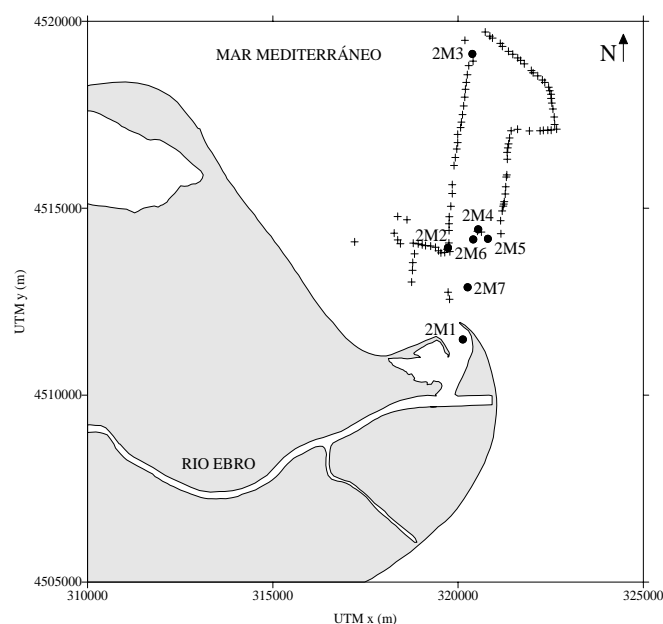 4520000
MAR MEDITERRÁNEO
2M3
N
UTM y (m)
4515000
2M4
2M2
2M5
2M6
2M7
2M1
4510000
RIO EBRO
4505000
310000
315000
320000
325000
UTM x (m)